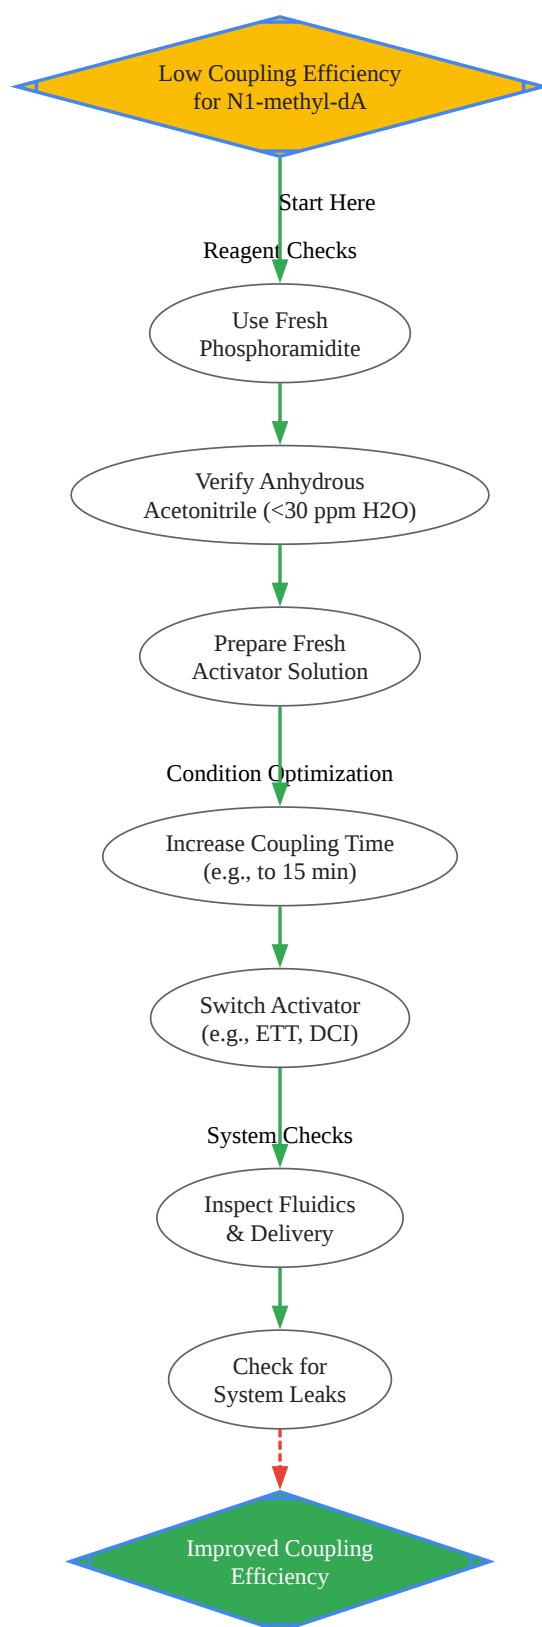 Low Coupling Efficiency
for N1-methyl-dA
Start Here
Reagent Checks
Use Fresh
Phosphoramidite
Verify Anhydrous
Acetonitrile (<30 ppm H2O)
Prepare Fresh
Activator Solution
Condition Optimization
Increase Coupling Time
(e.g., to 15 min)
Switch Activator
(e.g., ETT, DCI)
System Checks
Inspect Fluidics
& Delivery
Check for
System Leaks
Improved Coupling
Efficiency